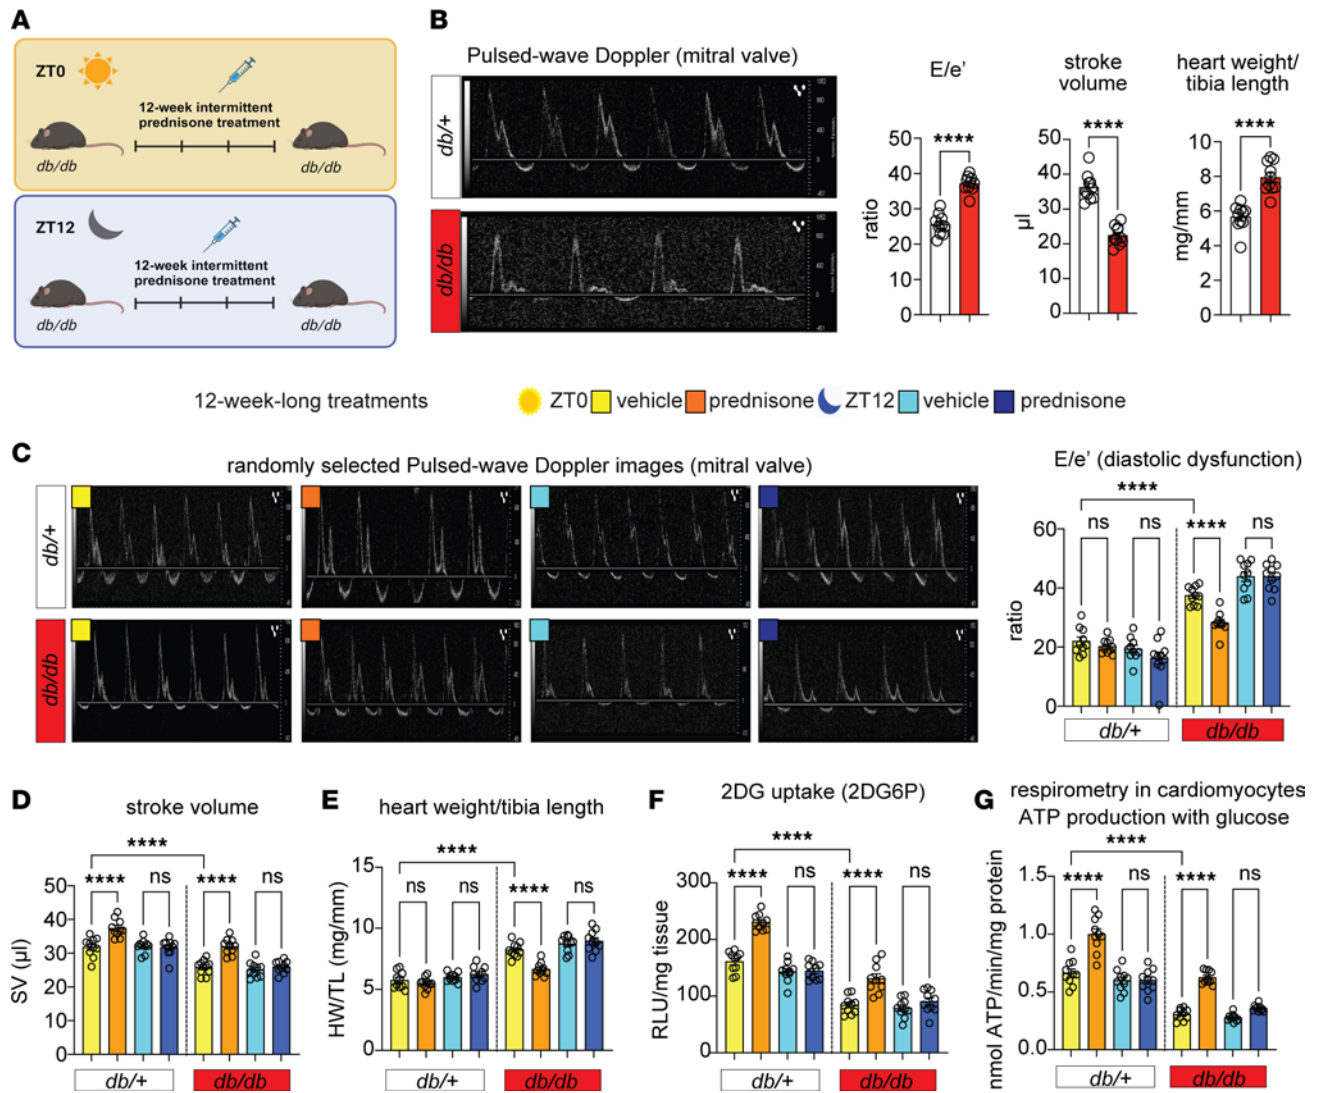 A
ZT0
12-week intermittent
prednisone treatment
db/db
db/db
ZT12
12-week intermittent
prednisone treatment
db/db
db/db
B
Pulsed-wave Doppler (mitral valve)
db/+
db/db
E/e'
****
50
40
30
20
10
0
ratio
stroke
volume
****
50
40
30
20
10
0
µl
heart weight/
tibia length
****
10
8
6
4
2
0
mg/mm
12-week-long treatments
ZT0 vehicle prednisone ZT12 vehicle prednisone
C
randomly selected Pulsed-wave Doppler images (mitral valve)
db/+
db/db
E/e' (diastolic dysfunction)
****
ns ns **** ns
60
40
20
0
ratio
db/+ db/db
D
stroke volume
****
**** ns **** ns
50
40
30
20
10
0
SV (µl)
db/+ db/db
E
heart weight/tibia length
****
ns ns **** ns
15
10
5
0
HW/TL (mg/mm)
db/+ db/db
F
2DG uptake (2DG6P)
****
**** ns **** ns
300
200
100
0
RLU/mg tissue
db/+ db/db
G
respirometry in cardiomyocytes
ATP production with glucose
****
**** ns **** ns
1.5
1.0
0.5
0.0
nmol ATP/min/mg protein
db/+ db/db